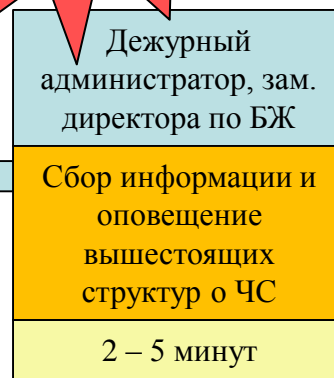 Дежурный
администратор, зам.
директора по БЖ
Сбор информации и
оповещение
вышестоящих
структур о ЧС
2 – 5 минут